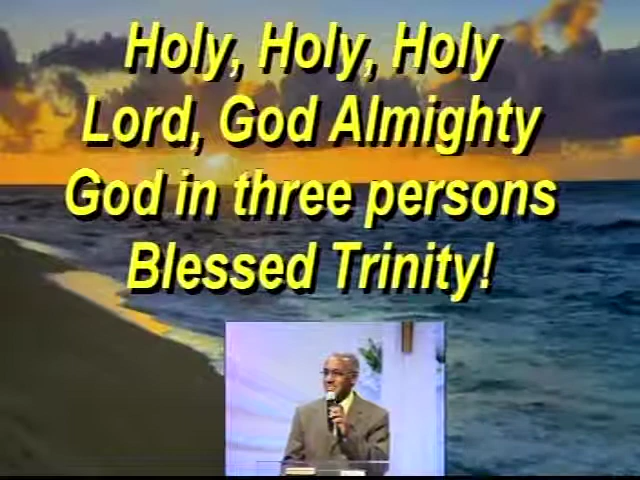 Holy, Holy, Holy
Lord, God Almighty
God in three persons
Blessed Trinity!